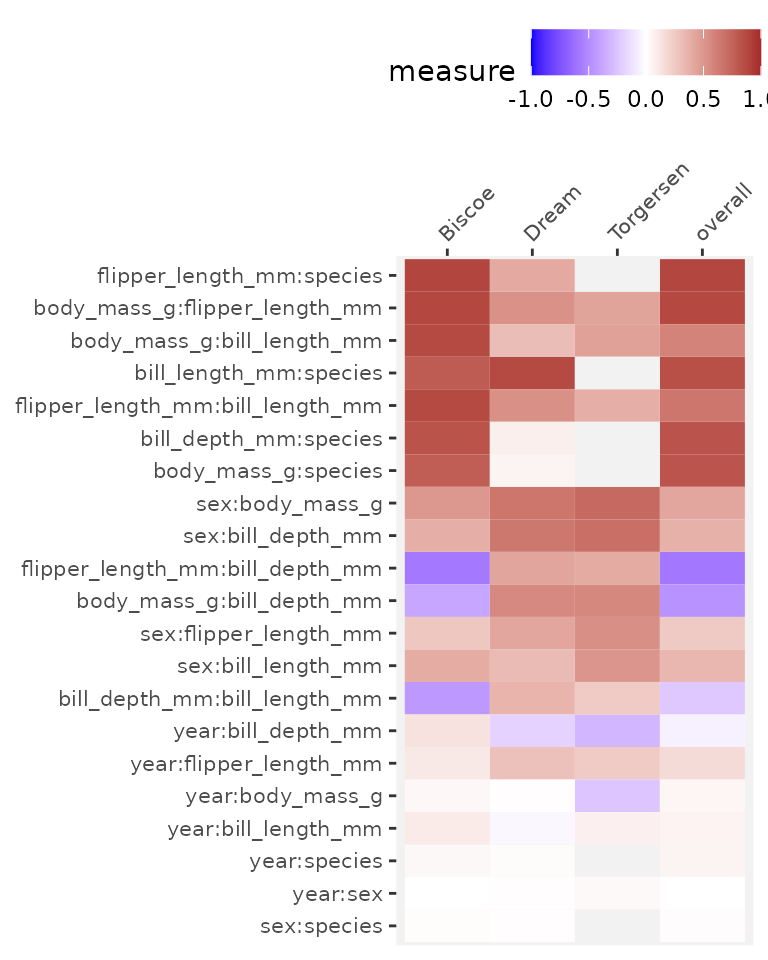 measure
-1.0 -0.5 0.0 0.5 1.0
Biscoe Dream Torgersen overall
flipper_length_mm:species
body_mass_g:flipper_length_mm
body_mass_g:bill_length_mm
bill_length_mm:species
flipper_length_mm:bill_length_mm
bill_depth_mm:species
body_mass_g:species
sex:body_mass_g
sex:bill_depth_mm
flipper_length_mm:bill_depth_mm
body_mass_g:bill_depth_mm
sex:flipper_length_mm
sex:bill_length_mm
bill_depth_mm:bill_length_mm
year:bill_depth_mm
year:flipper_length_mm
year:body_mass_g
year:bill_length_mm
year:species
year:sex
sex:species